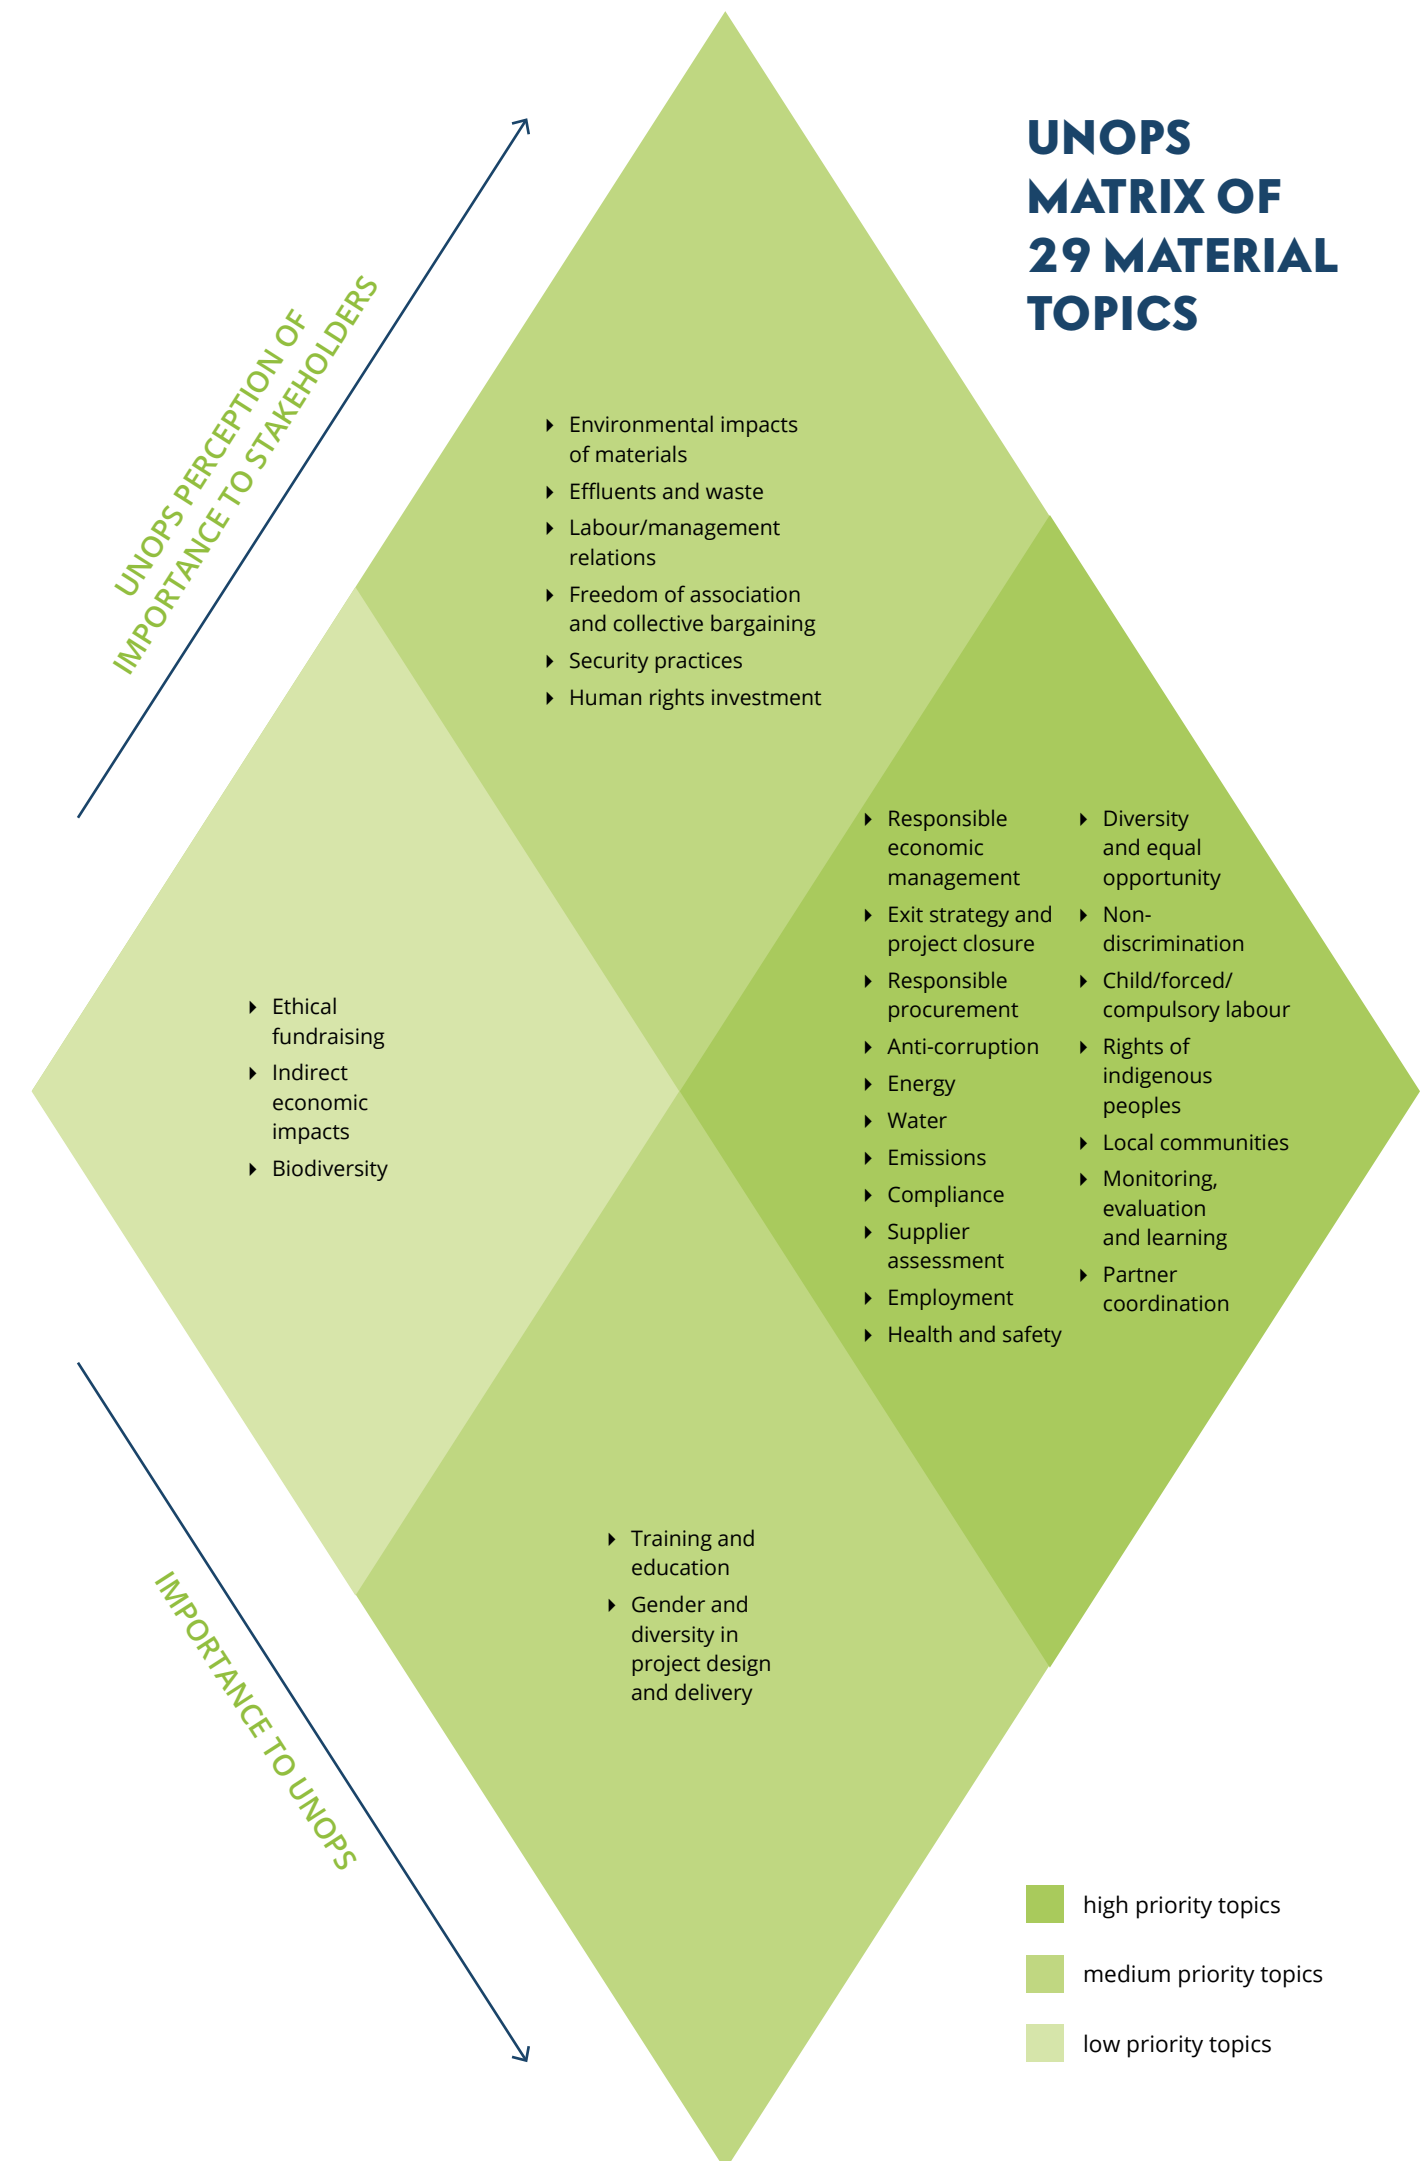 UNOPS
MATRIX OF
29 MATERIAL
TOPICS
UNOPS PERCEPTION OF
IMPORTANCE TO STAKEHOLDERS
Environmental impacts
of materials
Effluents and waste
Labour/management
relations
Freedom of association
and collective bargaining
Security practices
Human rights investment
Ethical
fundraising
Indirect
economic
impacts
Biodiversity
Responsible
economic
management
Exit strategy and
project closure
Responsible
procurement
Anti-corruption
Energy
Water
Emissions
Compliance
Supplier
assessment
Employment
Health and safety
Diversity
and equal
opportunity
Non-
discrimination
Child/forced/
compulsory labour
Rights of
indigenous
peoples
Local communities
Monitoring,
evaluation
and learning
Partner
coordination
Training and
education
Gender and
diversity in
project design
and delivery
IMPORTANCE TO UNOPS
high priority topics
medium priority topics
low priority topics